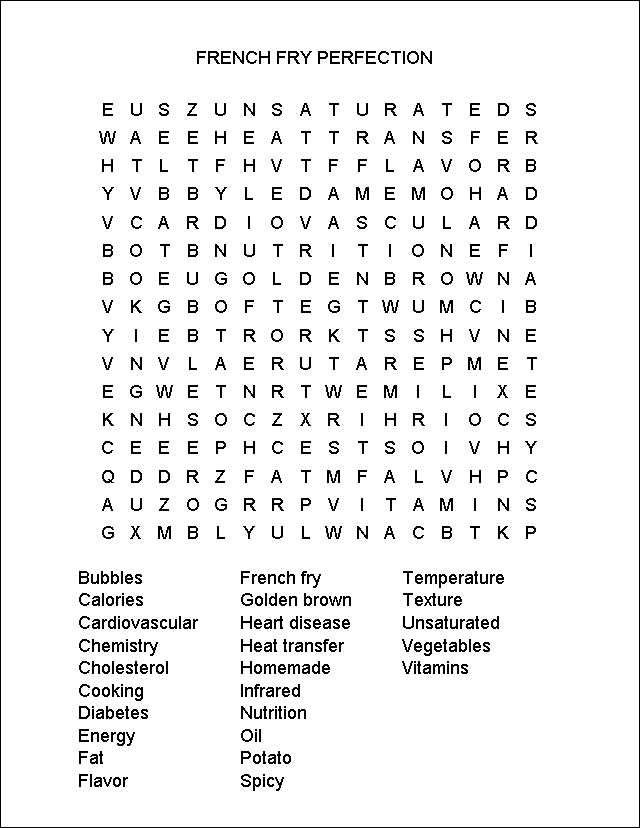 FRENCH FRY PERFECTION
E U S Z U N S A T U R A T E D S
W A E E H E A T T R A N S F E R
H T L T F H V T F F L A V O R B
Y V B B Y L E D A M E M O H A D
V C A R D I O V A S C U L A R D
B O T B N U T R I T I O N E F I
B O E U G O L D E N B R O W N A
V K G B O F T E G T W U M C I B
Y I E B T R O R K T S S H V N E
V N V L A E R U T A R E P M E T
E G W E T N R T W E M I L I X E
K N H S O C Z X R I H R I O C S
C E E E P H C E S T S O I V H Y
Q D D R Z F A T M F A L V H P C
A U Z O G R R P V I T A M I N S
G X M B L Y U L W N A C B T K P
Bubbles French fry Temperature
Calories Golden brown Texture
Cardiovascular Heart disease Unsaturated
Chemistry Heat transfer Vegetables
Cholesterol Homemade Vitamins
Cooking Infrared
Diabetes Nutrition
Energy Oil
Fat Potato
Flavor Spicy